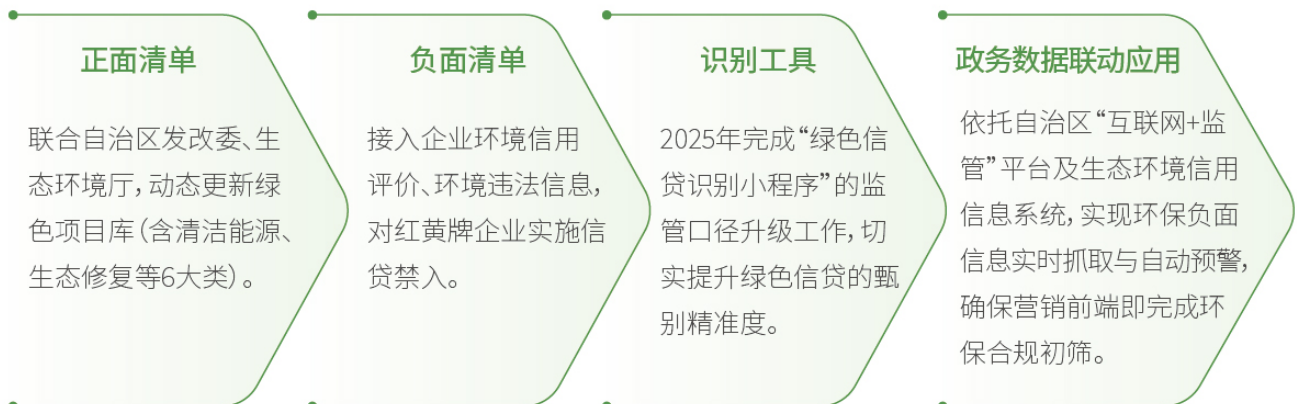 正面清单
联合自治区发改委、生
态环境厅，动态更新绿
色项目库（含清洁能源、
生态修复等6大类）。
负面清单
接入企业环境信用
评价、环境违法信息，
对红黄牌企业实施信
贷禁入。
识别工具
2025年完成“绿色信
贷识别小程序”的监
管口径升级工作，切
实提升绿色信贷的甄
别精准度。
政务数据联动应用
依托自治区“互联网+监
管”平台及生态环境信用
信息系统，实现环保负面
信息实时抓取与自动预警，
确保营销前端即完成环
保合规初筛。